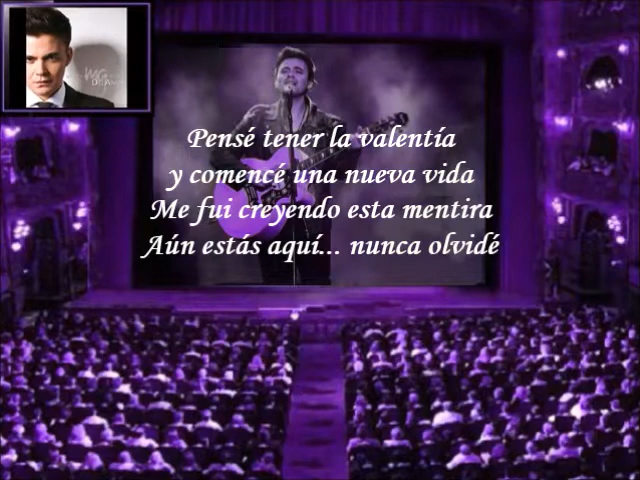 Pensé tener la valentía
y comencé una nueva vida
Me fui creyendo esta mentira
Aún estás aquí... nunca olvidé